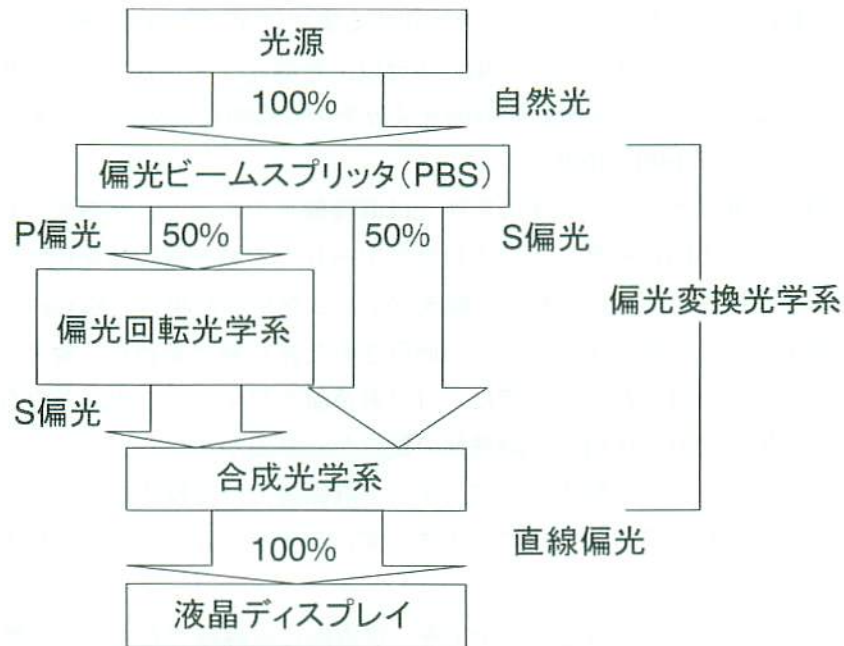 光源
100%
自然光
偏光ビームスプリッタ(PBS)
P偏光
50%
50%
S偏光
偏光変換光学系
偏光回転光学系
S偏光
合成光学系
100%
直線偏光
液晶ディスプレイ